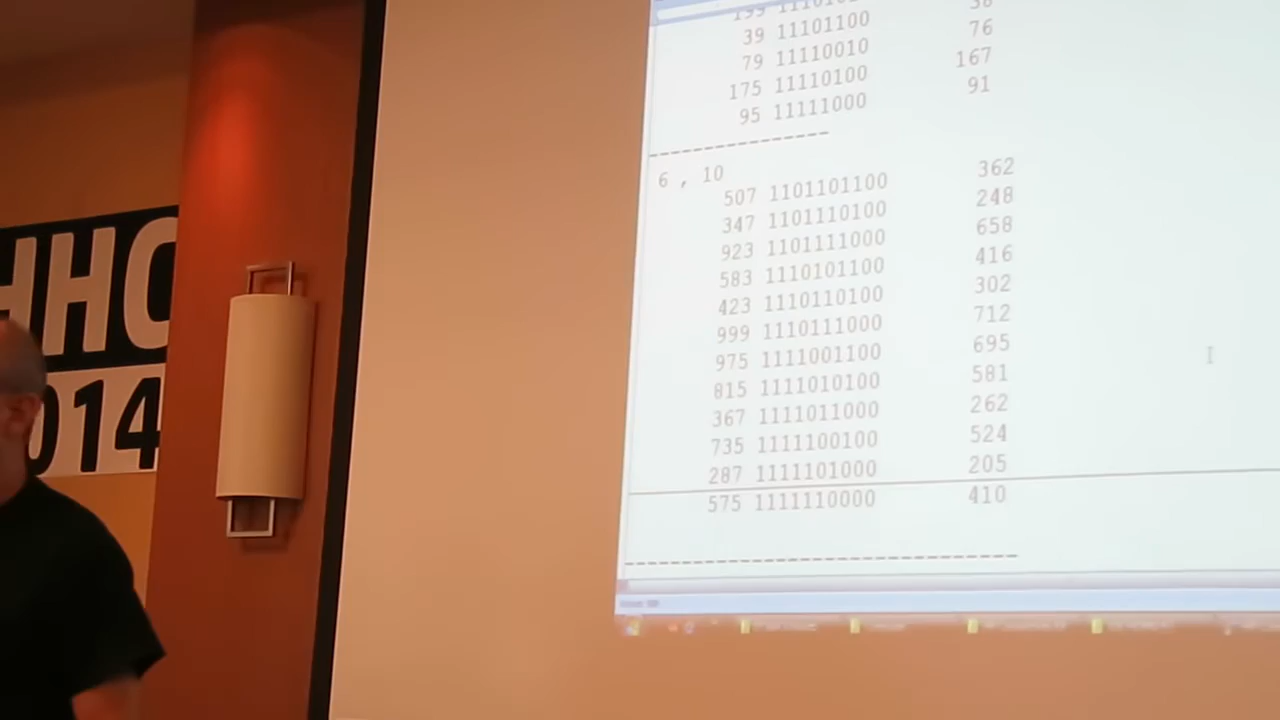 39 11101100 76
79 11110010 167
175 11110100 91
95 11111000
--------------
6 , 10
507 1101101100 362
347 1101110100 248
923 1101111000 658
583 1110101100 416
423 1110110100 302
999 1110111000 712
975 1111001100 695
815 1111010100 581
367 1111011000 262
735 1111100100 524
287 1111101000 205
575 1111110000 410
HHC
2014